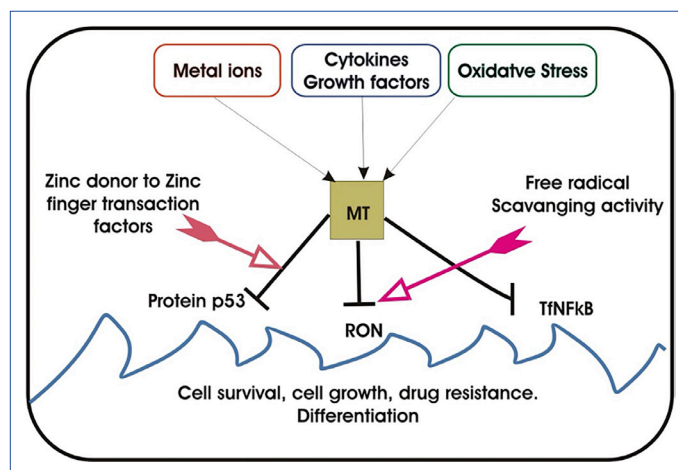 Metal ions
Cytokines
Growth factors
Oxidatve Stress
Zinc donor to Zinc
finger transaction
factors
MT
Free radical
Scavanging activity
Protein p53
RON
TfNFkB
Cell survival, cell growth, drug resistance.
Differentiation